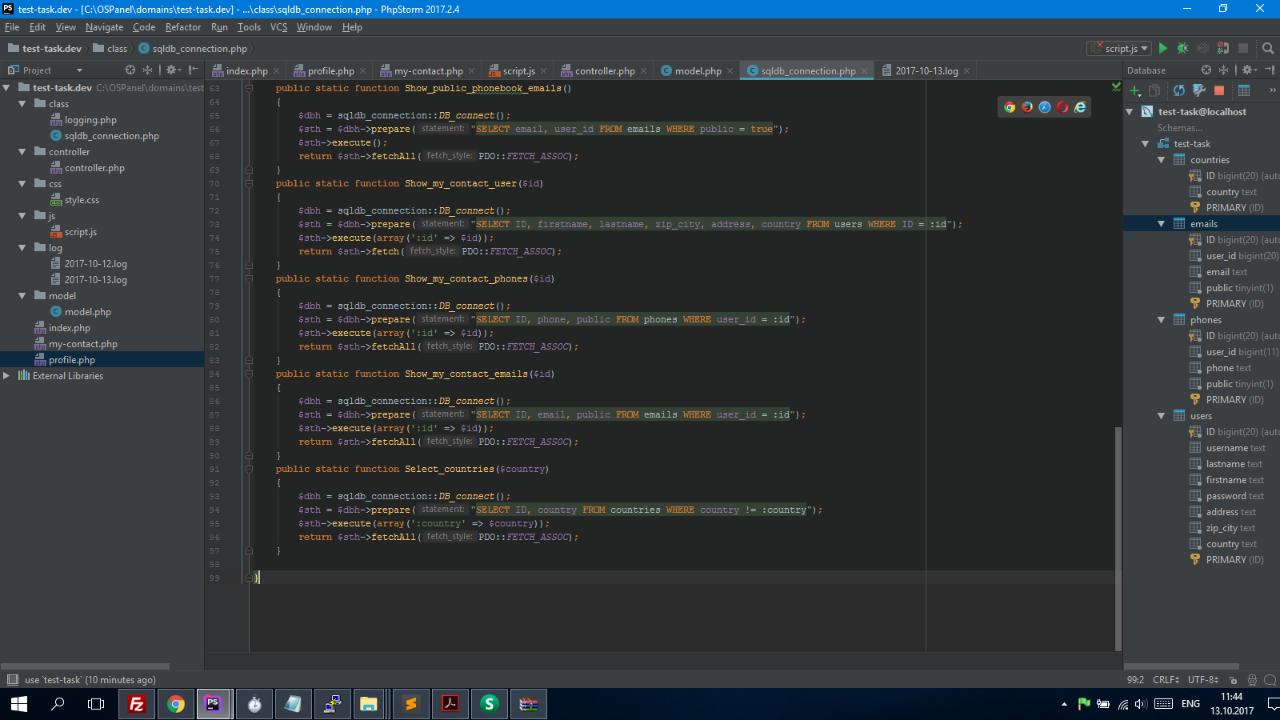 test-task.dev - [C:\OSPanel\domains\test-task.dev] - ...\class\sqldb_connection.php - PhpStorm 2017.2.4
File Edit View Navigate Code Refactor Run Tools VCS Window Help
test-task.dev class sqldb_connection.php script.js
Project
index.php profile.php my-contact.php script.js controller.php model.php sqldb_connection.php 2017-10-13.log
Database
test-task.dev C:\OSPanel\domains\test
class
logging.php
sqldb_connection.php
controller
controller.php
css
style.css
js
script.js
log
2017-10-12.log
2017-10-13.log
model
model.php
index.php
my-contact.php
profile.php
External Libraries
63 public static function Show_public_phonebook_emails()
64 {
65 $dbh = sqldb_connection::DB_connect();
66 $sth = $dbh->prepare( statement: "SELECT email, user_id FROM emails WHERE public = true");
67 $sth->execute();
68 return $sth->fetchAll( fetch_style: PDO::FETCH_ASSOC);
69 }
70 public static function Show_my_contact_user($id)
71 {
72 $dbh = sqldb_connection::DB_connect();
73 $sth = $dbh->prepare( statement: "SELECT ID, firstname, lastname, zip_city, address, country FROM users WHERE ID = :id");
74 $sth->execute(array(':id' => $id));
75 return $sth->fetch( fetch_style: PDO::FETCH_ASSOC);
76 }
77 public static function Show_my_contact_phones($id)
78 {
79 $dbh = sqldb_connection::DB_connect();
80 $sth = $dbh->prepare( statement: "SELECT ID, phone, public FROM phones WHERE user_id = :id");
81 $sth->execute(array(':id' => $id));
82 return $sth->fetchAll( fetch_style: PDO::FETCH_ASSOC);
83 }
84 public static function Show_my_contact_emails($id)
85 {
86 $dbh = sqldb_connection::DB_connect();
87 $sth = $dbh->prepare( statement: "SELECT ID, email, public FROM emails WHERE user_id = :id");
88 $sth->execute(array(':id' => $id));
89 return $sth->fetchAll( fetch_style: PDO::FETCH_ASSOC);
90 }
91 public static function Select_countries($country)
92 {
93 $dbh = sqldb_connection::DB_connect();
94 $sth = $dbh->prepare( statement: "SELECT ID, country FROM countries WHERE country != :country");
95 $sth->execute(array(':country' => $country));
96 return $sth->fetchAll( fetch_style: PDO::FETCH_ASSOC);
97 }
98
99 }
test-task@localhost
Schemas...
test-task
countries
ID bigint(20) (auto
country text
PRIMARY (ID)
emails
ID bigint(20) (auto
user_id bigint(20)
email text
public tinyint(1)
PRIMARY (ID)
phones
ID bigint(20) (auto
user_id bigint(11)
phone text
public tinyint(1)
PRIMARY (ID)
users
ID bigint(20) (auto
username text
lastname text
firstname text
password text
address text
zip_city text
country text
PRIMARY (ID)
use 'test-task' (10 minutes ago) 99:2 CRLF UTF-8
ENG 11:44
13.10.2017